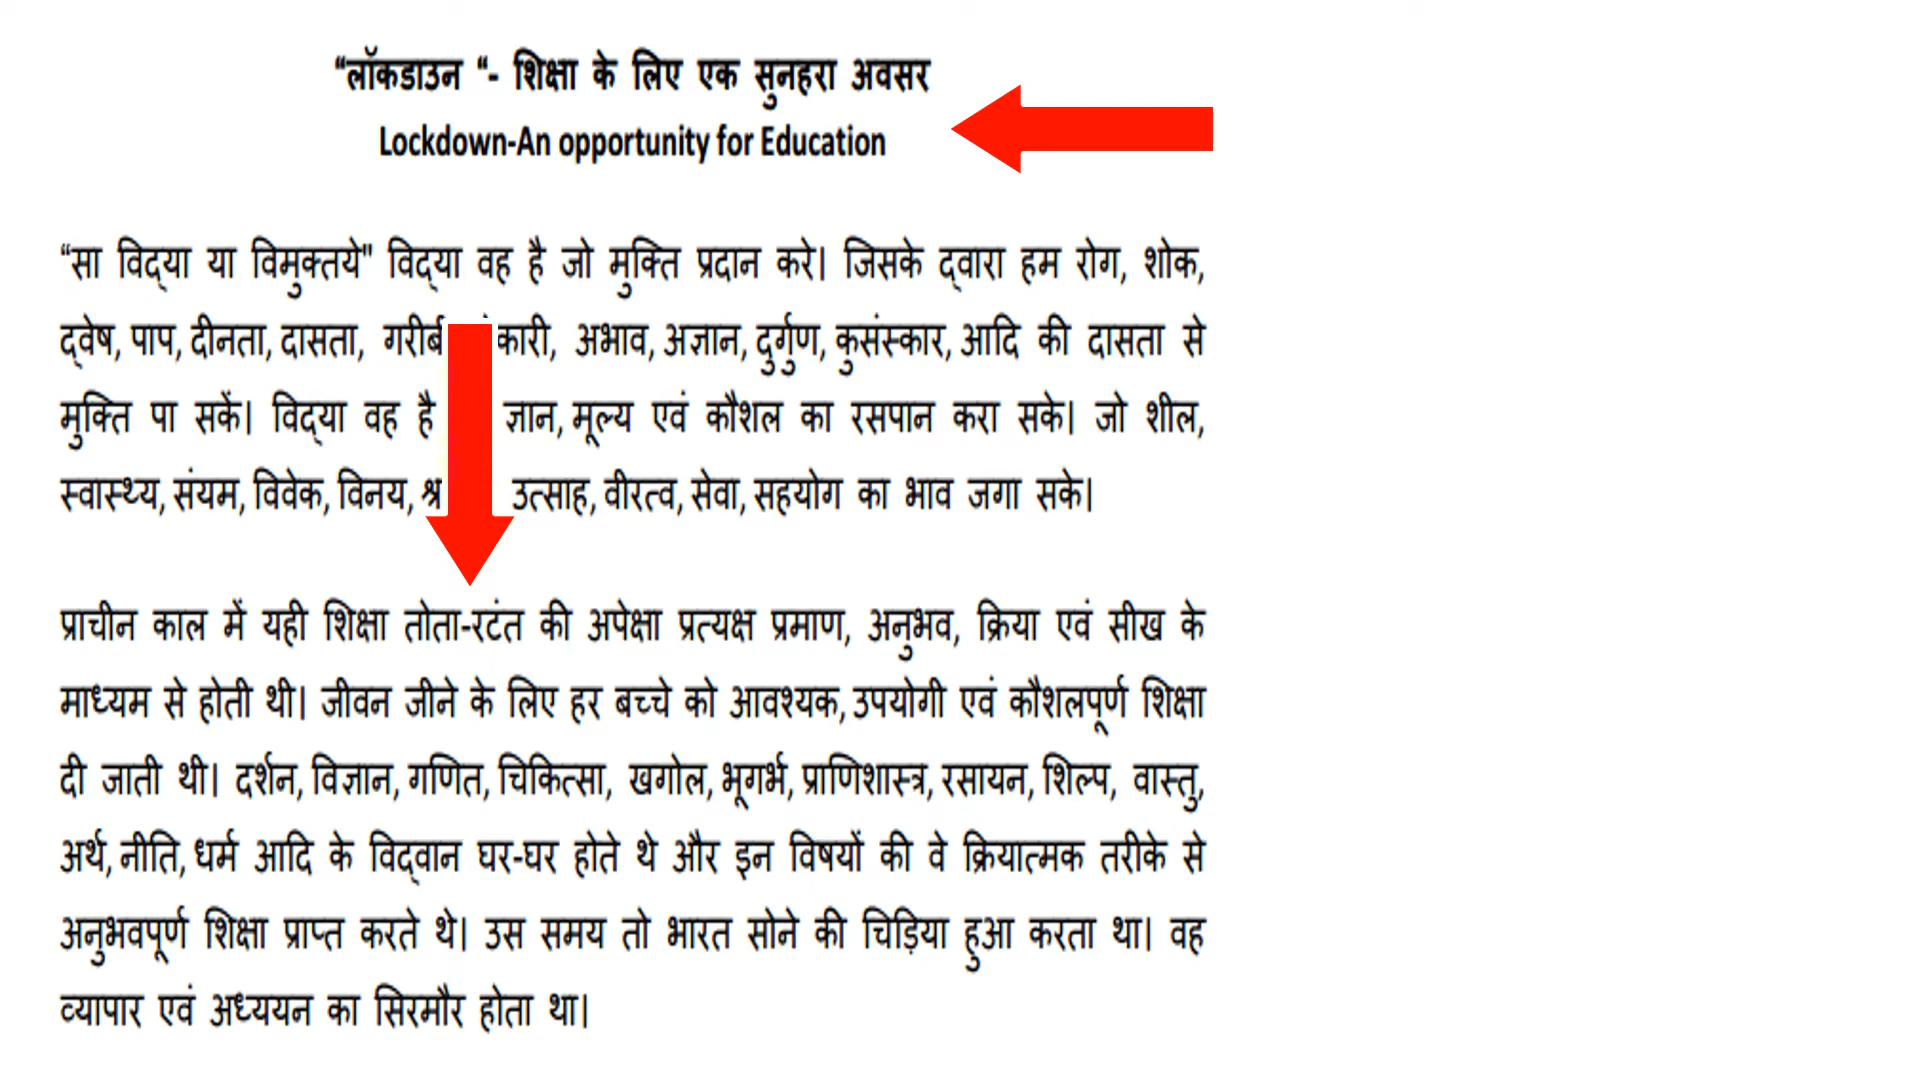 “लॉकडाउन “- शिक्षा के लिए एक सुनहरा अवसर
Lockdown-An opportunity for Education
“सा विद्या या विमुक्तये" विद्या वह है जो मुक्ति प्रदान करे। जिसके द्वारा हम रोग, शोक,
द्वेष, पाप, दीनता, दासता, अभाव, अज्ञान, दुर्गुण, कुसंस्कार, आदि की दासता से
मुक्ति पा सकें। विद्या वह है ज्ञान, मूल्य एवं कौशल का रसपान करा सके। जो शील,
स्वास्थ्य, संयम, विवेक, विनय, उत्साह, वीरत्व, सेवा, सहयोग का भाव जगा सके।
प्राचीन काल में यही शिक्षा तोता-रटंत की अपेक्षा प्रत्यक्ष प्रमाण, अनुभव, क्रिया एवं सीख के
माध्यम से होती थी। जीवन जीने के लिए हर बच्चे को आवश्यक, उपयोगी एवं कौशलपूर्ण शिक्षा
दी जाती थी। दर्शन, विज्ञान, गणित, चिकित्सा, खगोल, भूगर्भ, प्राणिशास्त्र, रसायन, शिल्प, वास्तु,
अर्थ, नीति, धर्म आदि के विद्वान घर-घर होते थे और इन विषयों की वे क्रियात्मक तरीके से
अनुभवपूर्ण शिक्षा प्राप्त करते थे। उस समय तो भारत सोने की चिड़िया हुआ करता था। वह
व्यापार एवं अध्ययन का सिरमौर होता था।